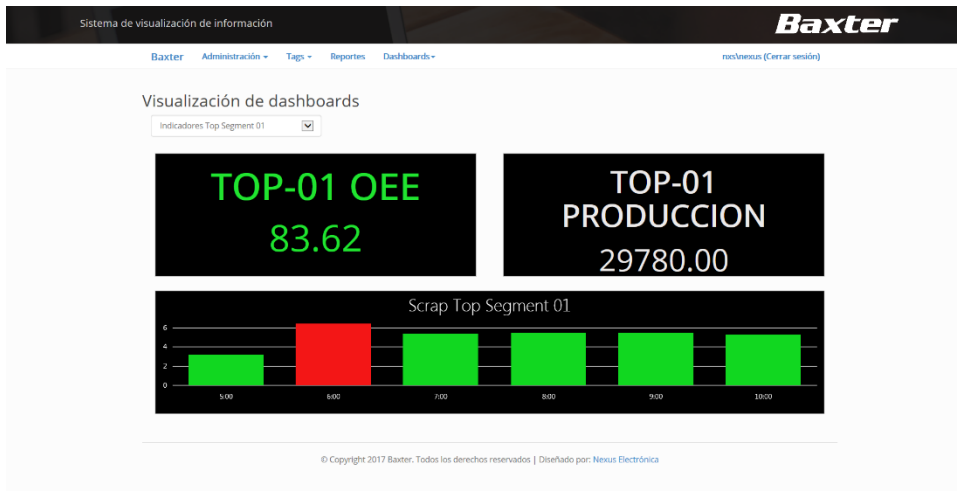 Sistema de visualización de información
Baxter
Baxter Administración Tags Reportes Dashboards nxs\nexus (Cerrar sesión)
Visualización de dashboards
Indicadores Top Segment 01
TOP-01 OEE
83.62
TOP-01
PRODUCCION
29780.00
Scrap Top Segment 01
6
4
2
0
5:00 6:00 7:00 8:00 9:00 10:00
© Copyright 2017 Baxter. Todos los derechos reservados | Diseñado por: Nexus Electrónica